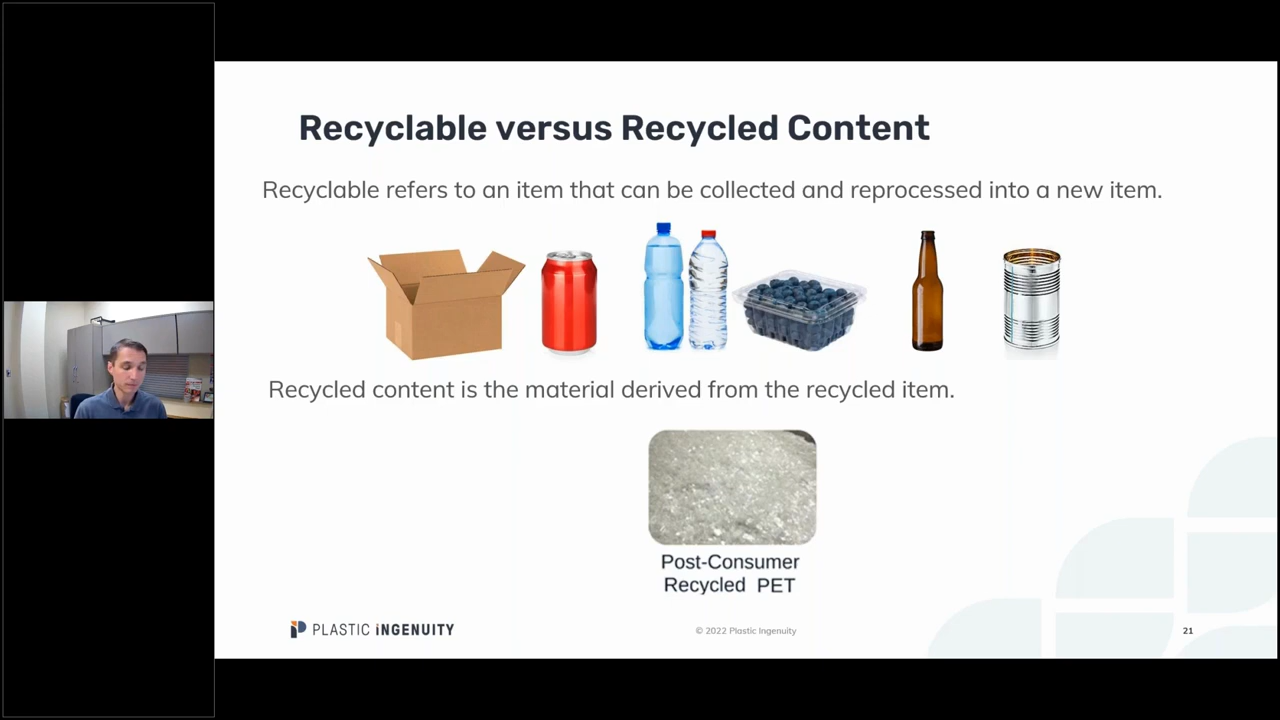 Recyclable versus Recycled Content
Recyclable refers to an item that can be collected and reprocessed into a new item.
Recycled content is the material derived from the recycled item.
Post-Consumer
Recycled PET
PLASTIC INGENUITY
© 2022 Plastic Ingenuity
21